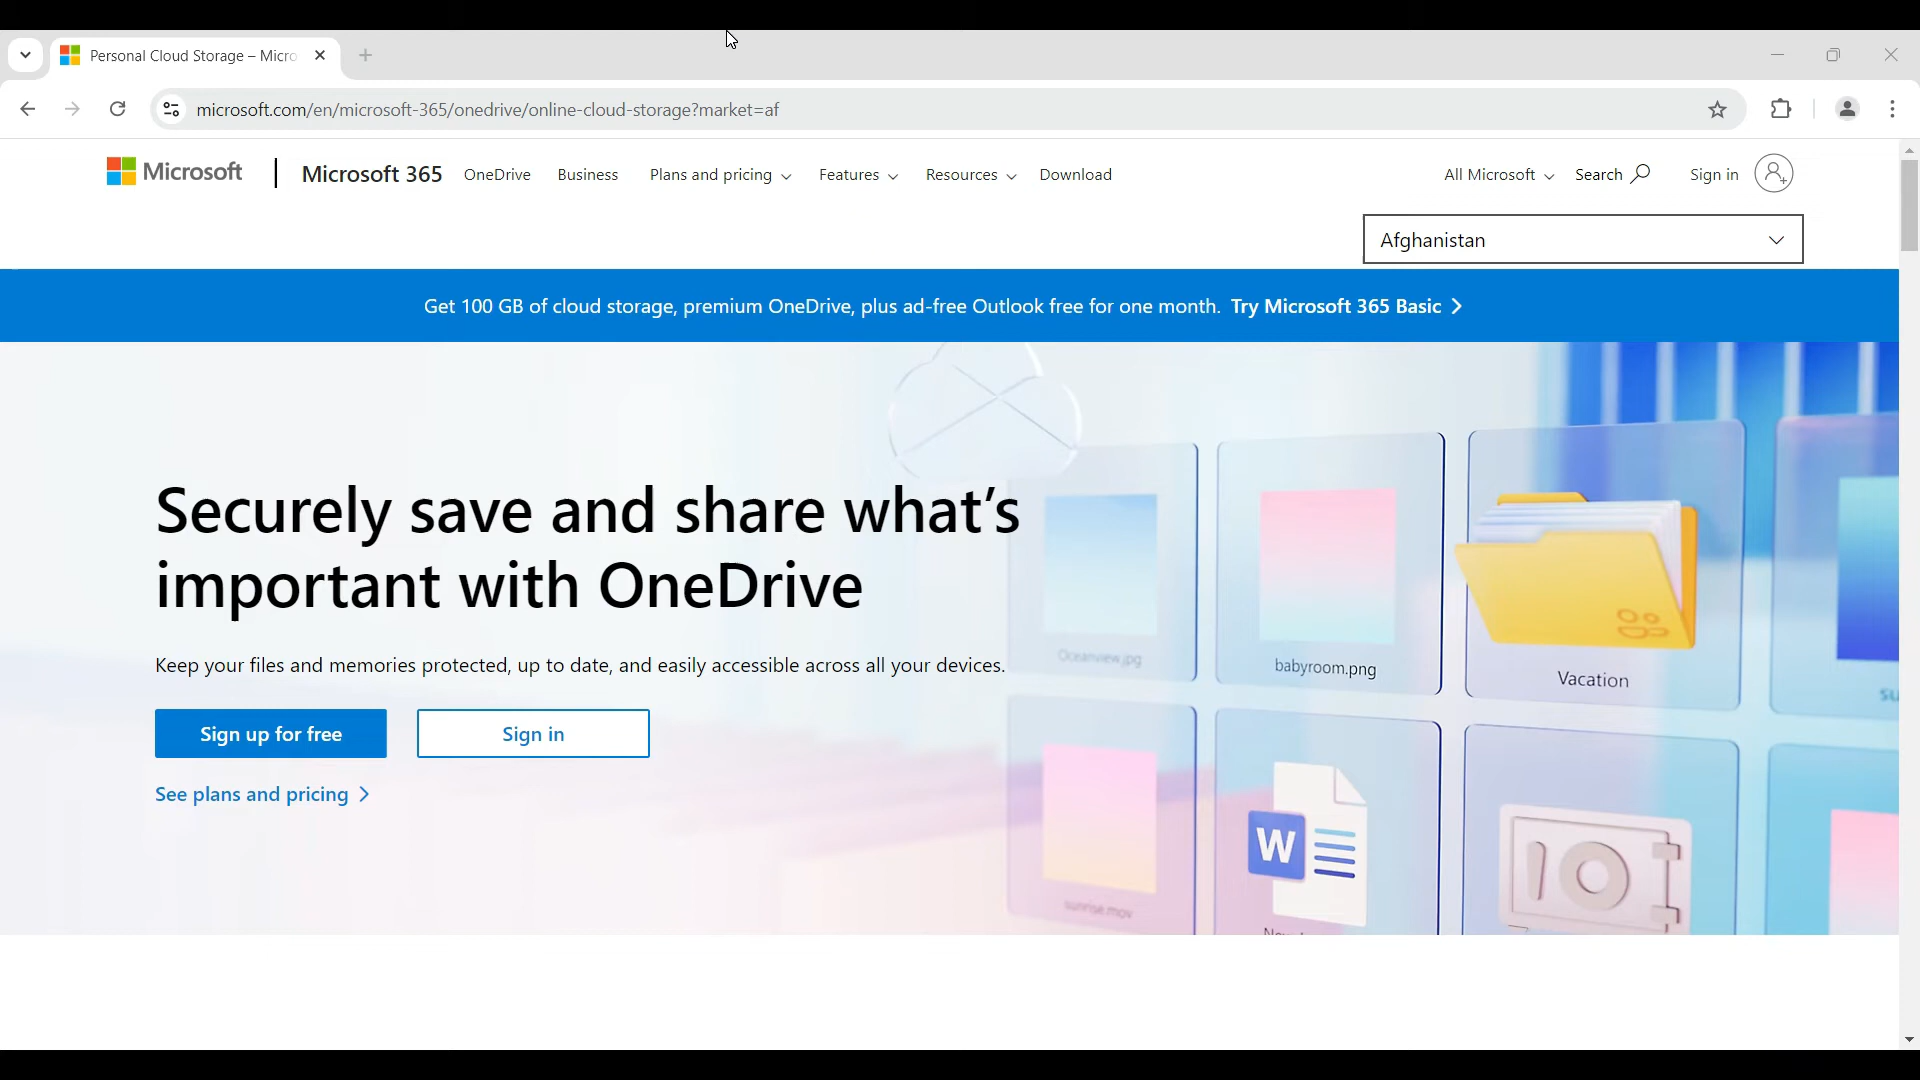 Personal Cloud Storage – Micro
microsoft.com/en/microsoft-365/onedrive/online-cloud-storage?market=af
Microsoft
Microsoft 365
OneDrive
Business
Plans and pricing
Features
Resources
Download
All Microsoft
Search
Sign in
Afghanistan
Get 100 GB of cloud storage, premium OneDrive, plus ad-free Outlook free for one month. Try Microsoft 365 Basic
Securely save and share what's
important with OneDrive
Keep your files and memories protected, up to date, and easily accessible across all your devices.
Sign up for free
Sign in
See plans and pricing
Oceanview.jpg
babyroom.png
Vacation
su
sunrise.mov
W